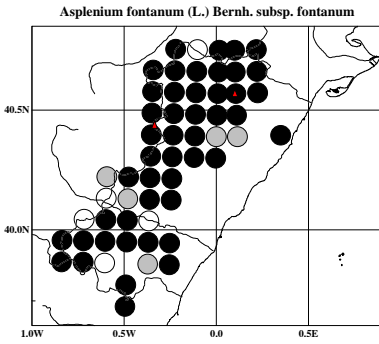 Asplenium fontanum (L.) Bernh. subsp. fontanum
40.5N
40.0N
1.0W
0.5W
0.0
0.5E